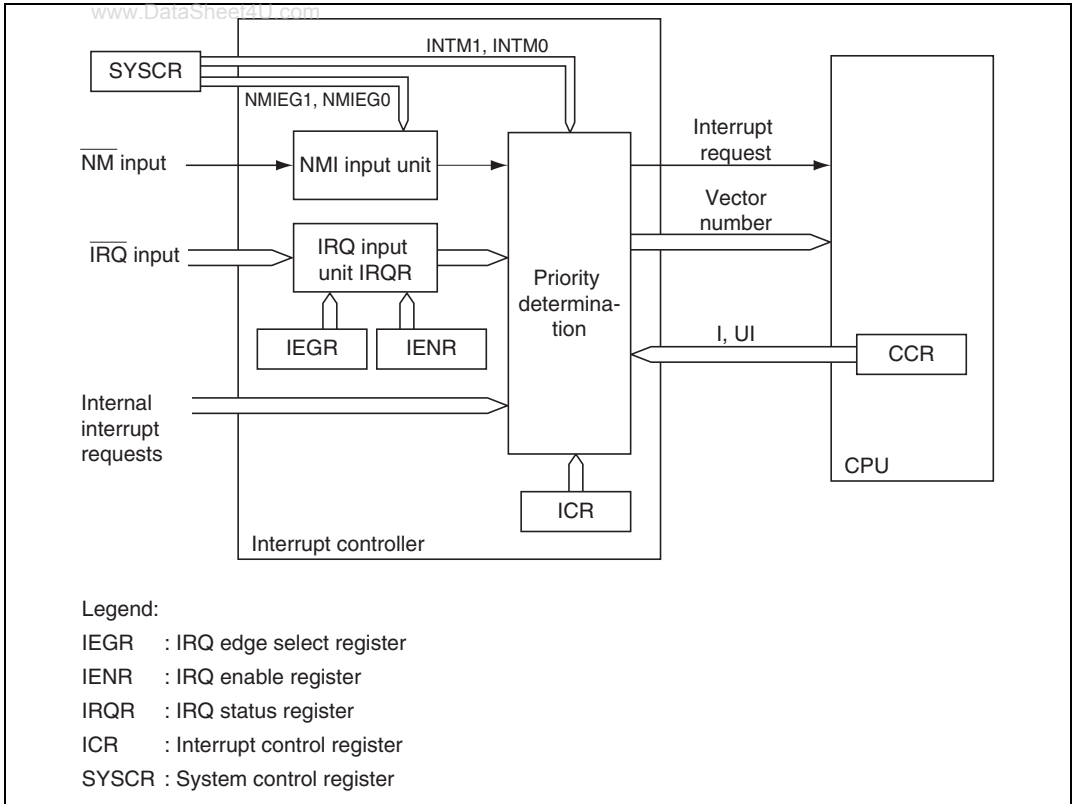 www.DataSheet4U.com
INTM1, INTM0
SYSCR
NMIEG1, NMIEG0
NM input
NMI input unit
Interrupt
request
Vector
number
IRQ input
IRQ input
unit IRQR
Priority
determina-
tion
IEGR
IENR
I, UI
CCR
Internal
interrupt
requests
CPU
ICR
Interrupt controller
Legend:
IEGR : IRQ edge select register
IENR : IRQ enable register
IRQR : IRQ status register
ICR : Interrupt control register
SYSCR : System control register